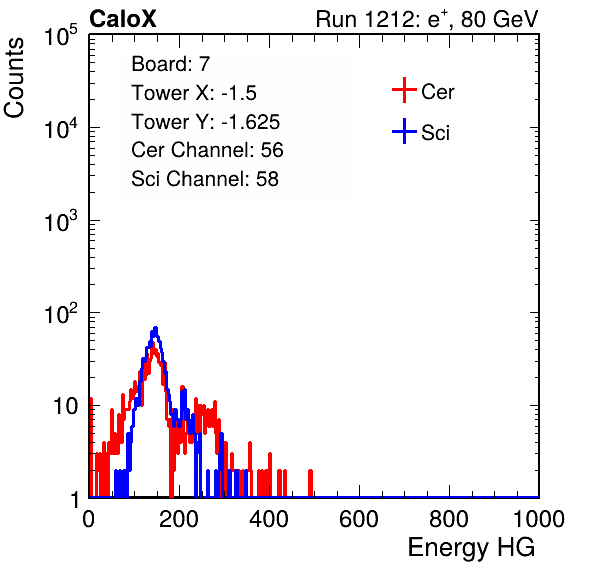 CaloX Run 1212: e⁺, 80 GeV
Counts
Board: 7
Tower X: -1.5
Tower Y: -1.625
Cer Channel: 56
Sci Channel: 58
Cer
Sci
10⁵
10⁴
10³
10²
10
1
0 200 400 600 800 1000
Energy HG